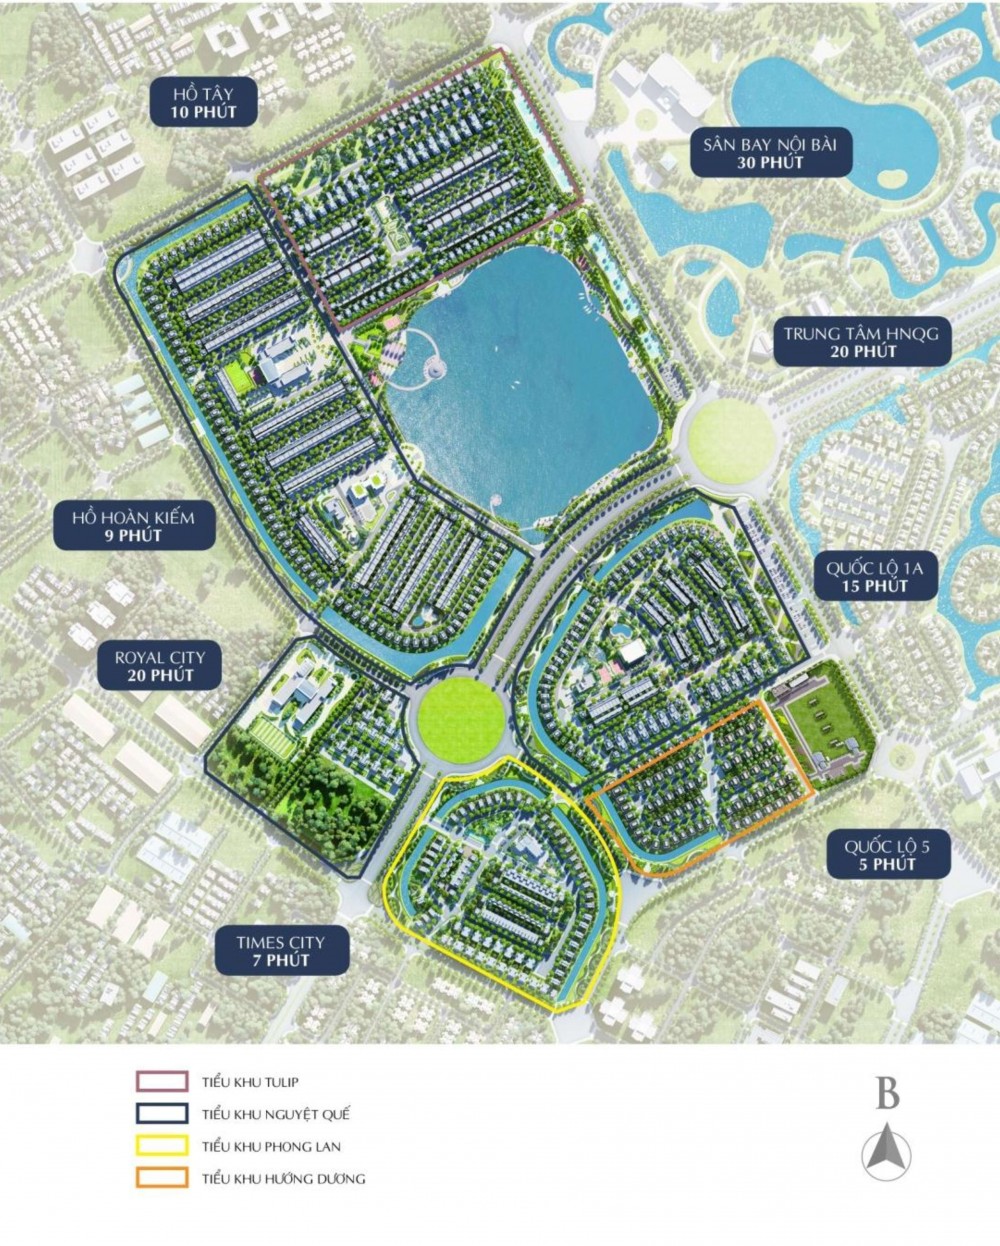 HỒ TÂY
10 PHÚT
SÂN BAY NỘI BÀI
30 PHÚT
TRUNG TÂM HNQG
20 PHÚT
HỒ HOÀN KIẾM
9 PHÚT
QUỐC LỘ 1A
15 PHÚT
ROYAL CITY
20 PHÚT
QUỐC LỘ 5
5 PHÚT
TIMES CITY
7 PHÚT
TIỂU KHU TULIP
TIỂU KHU NGUYỆT QUẾ
TIỂU KHU PHONG LAN
TIỂU KHU HƯỚNG DƯƠNG
B